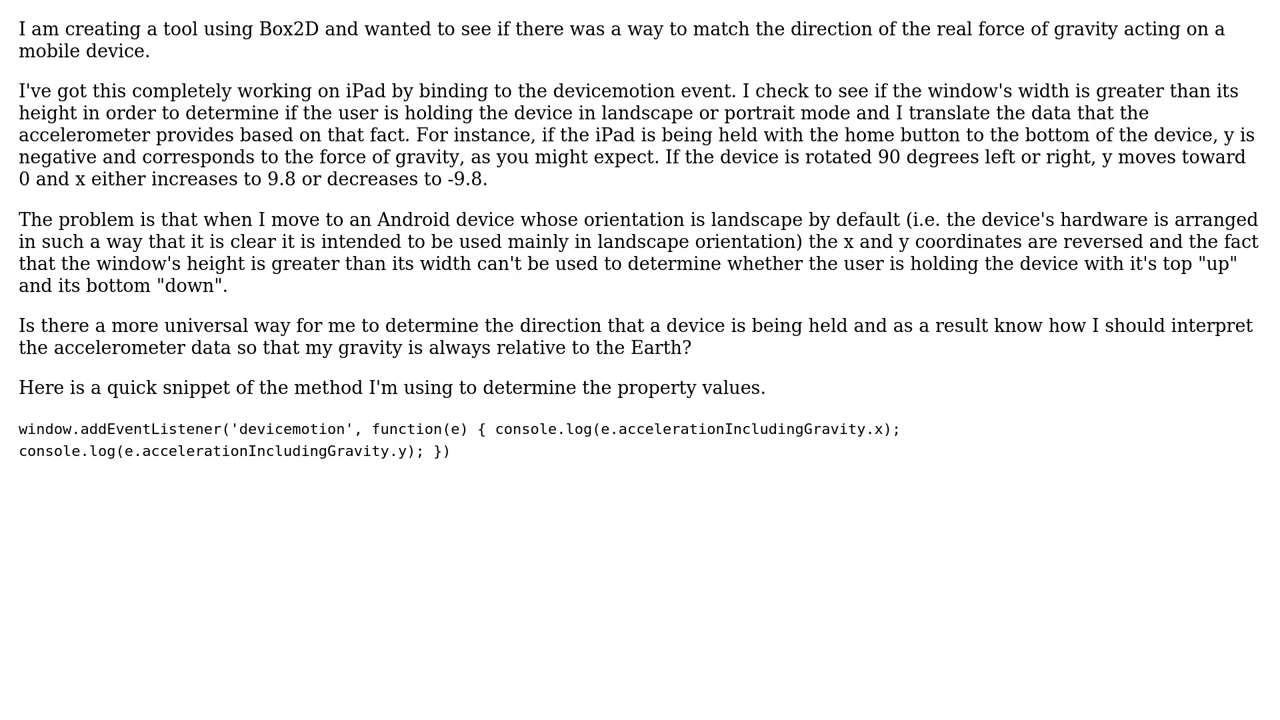 I am creating a tool using Box2D and wanted to see if there was a way to match the direction of the real force of gravity acting on a
mobile device.
I've got this completely working on iPad by binding to the devicemotion event. I check to see if the window's width is greater than its
height in order to determine if the user is holding the device in landscape or portrait mode and I translate the data that the
accelerometer provides based on that fact. For instance, if the iPad is being held with the home button to the bottom of the device, y is
negative and corresponds to the force of gravity, as you might expect. If the device is rotated 90 degrees left or right, y moves toward
0 and x either increases to 9.8 or decreases to -9.8.
The problem is that when I move to an Android device whose orientation is landscape by default (i.e. the device's hardware is arranged
in such a way that it is clear it is intended to be used mainly in landscape orientation) the x and y coordinates are reversed and the fact
that the window's height is greater than its width can't be used to determine whether the user is holding the device with it's top "up"
and its bottom "down".
Is there a more universal way for me to determine the direction that a device is being held and as a result know how I should interpret
the accelerometer data so that my gravity is always relative to the Earth?
Here is a quick snippet of the method I'm using to determine the property values.
window.addEventListener('devicemotion', function(e) { console.log(e.accelerationIncludingGravity.x);
console.log(e.accelerationIncludingGravity.y); })